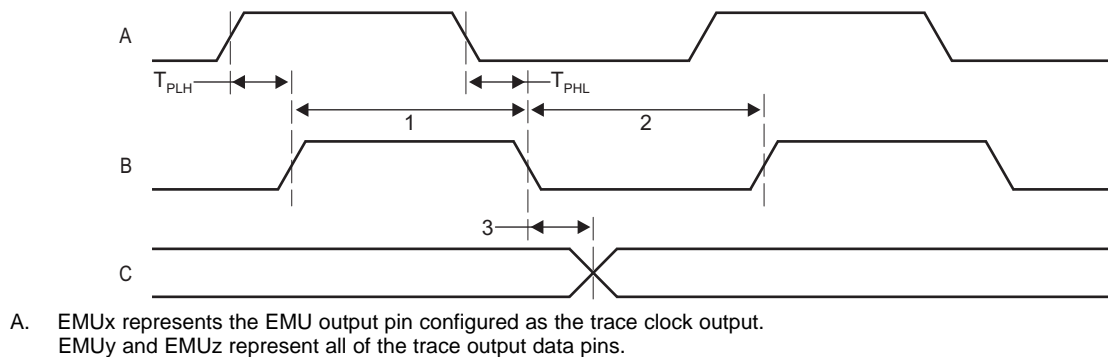 A
T_PLH
T_PHL
1
2
B
3
C
A. EMUx represents the EMU output pin configured as the trace clock output.
EMUy and EMUz represent all of the trace output data pins.